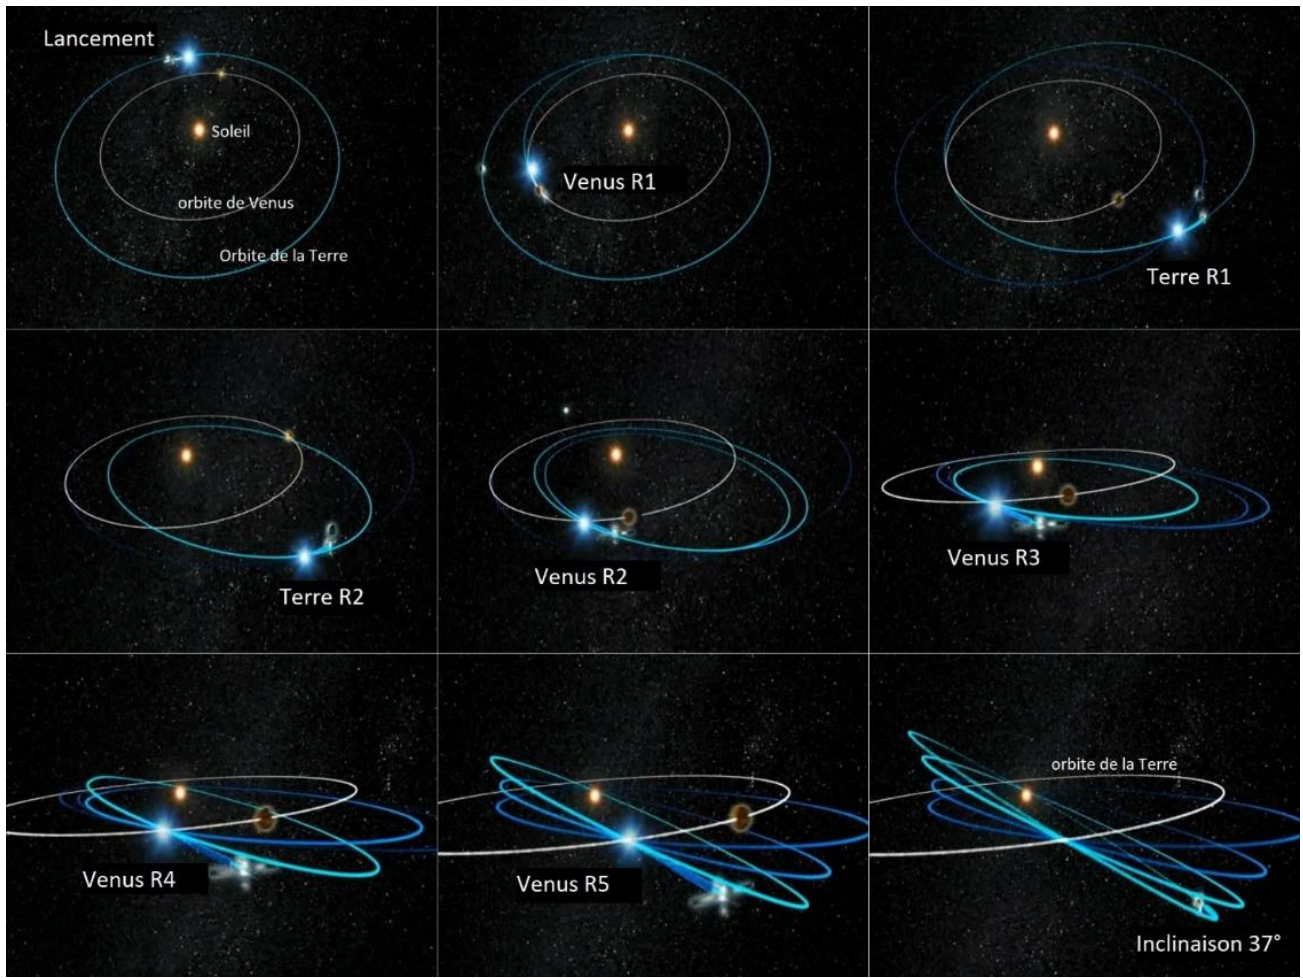 Lancement
Soleil
orbite de Venus
Orbite de la Terre
Venus R1
Terre R1
Terre R2
Venus R2
Venus R3
Venus R4
Venus R5
orbite de la Terre
Inclinaison 37°